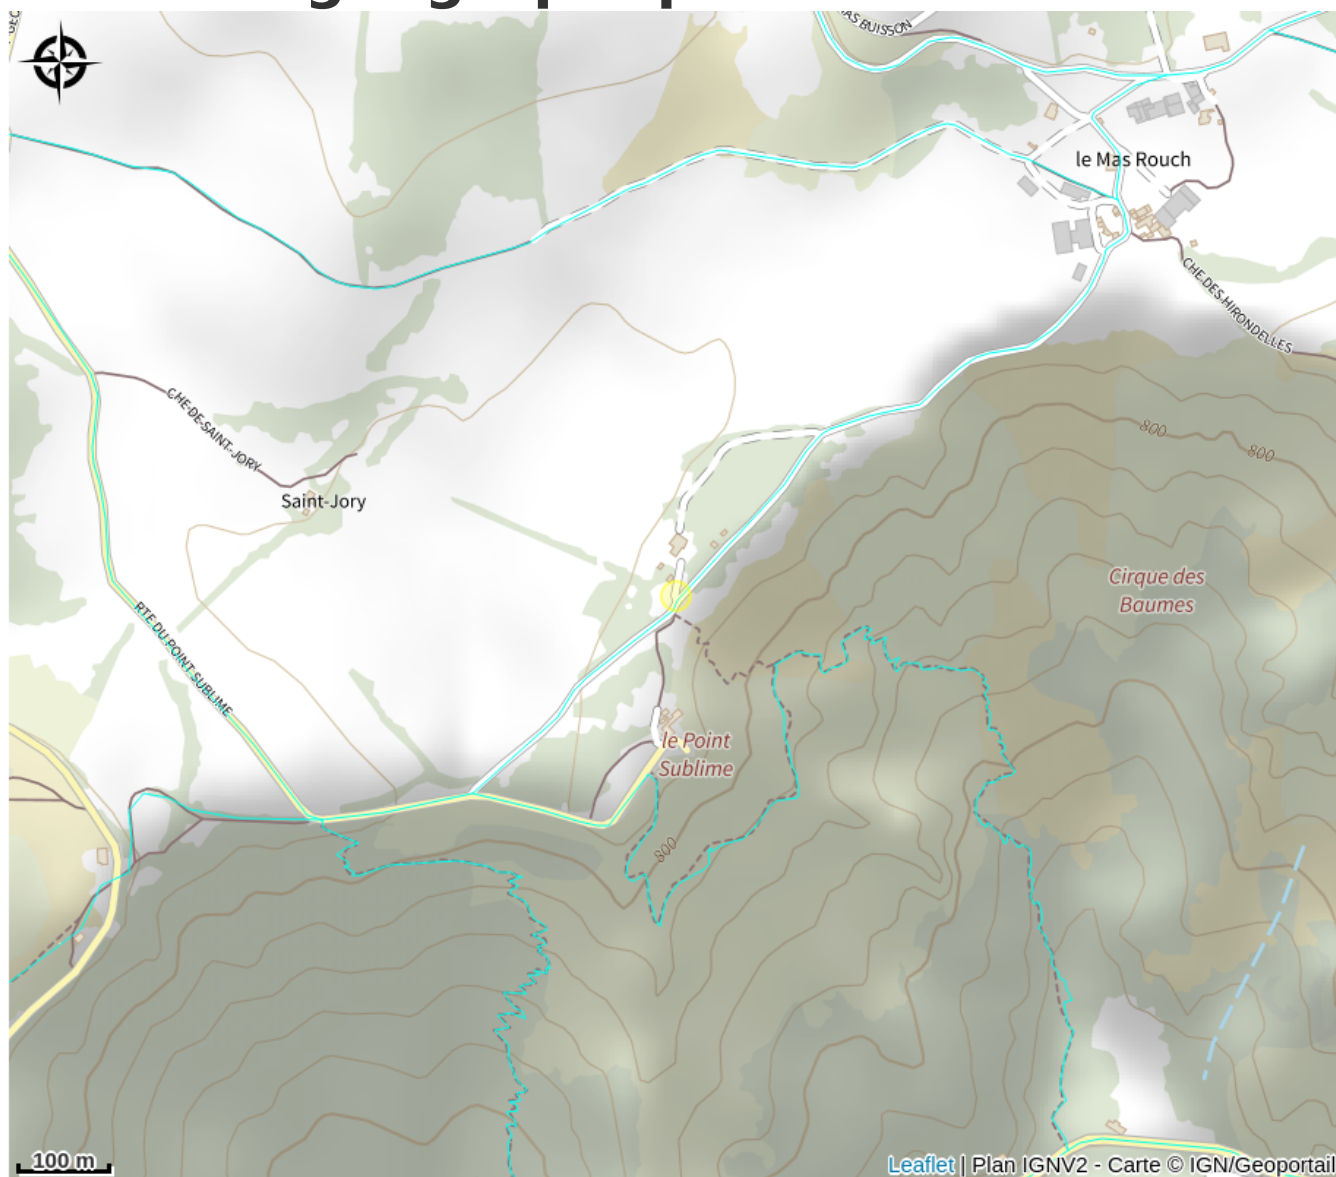 MAS BUISSON
le Mas Rouch
CHE DES HIRONDELLES
CHE-DE-SAINT-JORY
800
800
Saint-Jory
Cirque des
Baumes
RTE DU POINT SUBLIME
le Point
Sublime
800
100 m
Leaflet | Plan IGNV2 - Carte © IGN/Geoportail